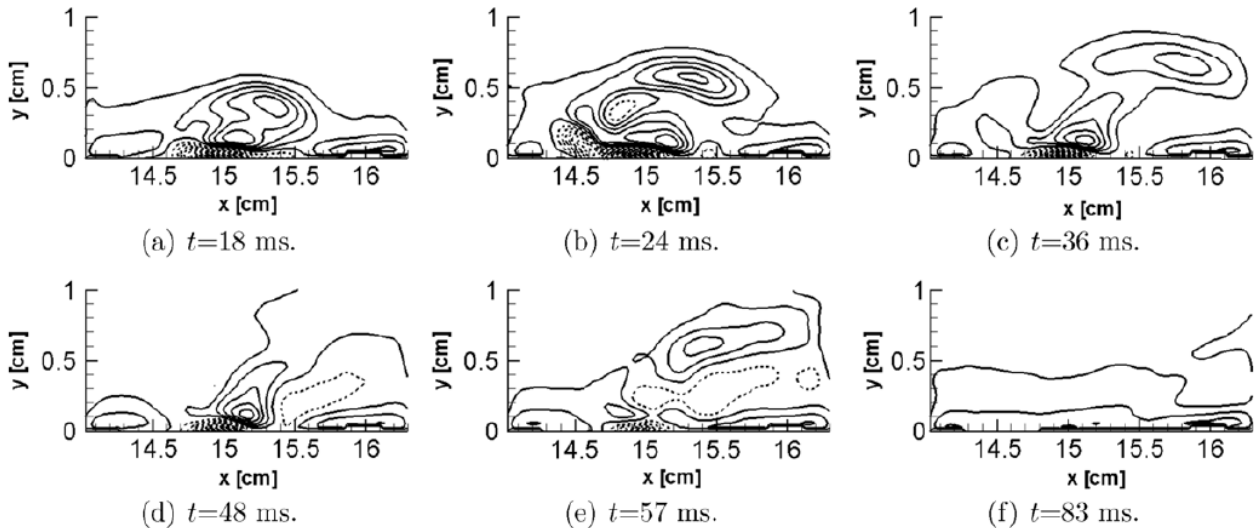 1 1 1
y [cm] y [cm] y [cm]
0.5 0.5 0.5
0 0 0
14.5 15 15.5 16 14.5 15 15.5 16 14.5 15 15.5 16
x [cm] x [cm] x [cm]
(a) t=18 ms. (b) t=24 ms. (c) t=36 ms.
1 1 1
y [cm] y [cm] y [cm]
0.5 0.5 0.5
0 0 0
14.5 15 15.5 16 14.5 15 15.5 16 14.5 15 15.5 16
x [cm] x [cm] x [cm]
(d) t=48 ms. (e) t=57 ms. (f) t=83 ms.